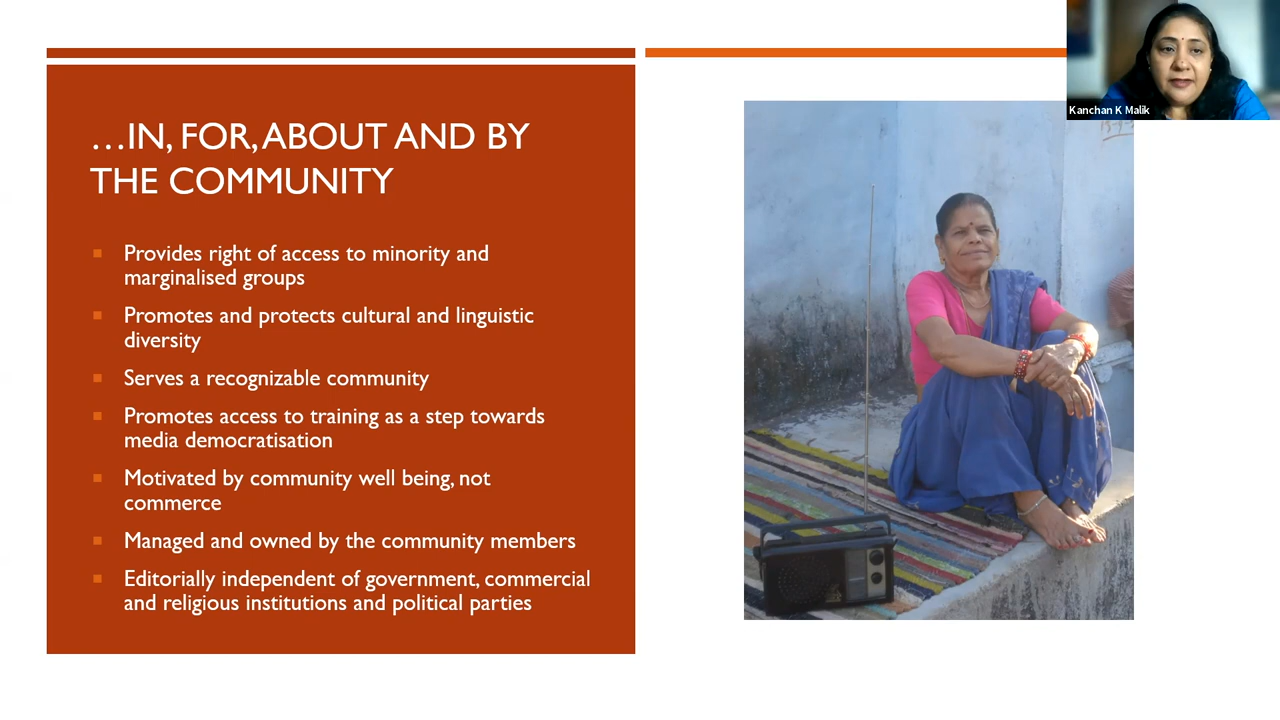 …IN, FOR, ABOUT AND BY
THE COMMUNITY
Provides right of access to minority and
marginalised groups
Promotes and protects cultural and linguistic
diversity
Serves a recognizable community
Promotes access to training as a step towards
media democratisation
Motivated by community well being, not
commerce
Managed and owned by the community members
Editorially independent of government, commercial
and religious institutions and political parties
Kanchan K Malik